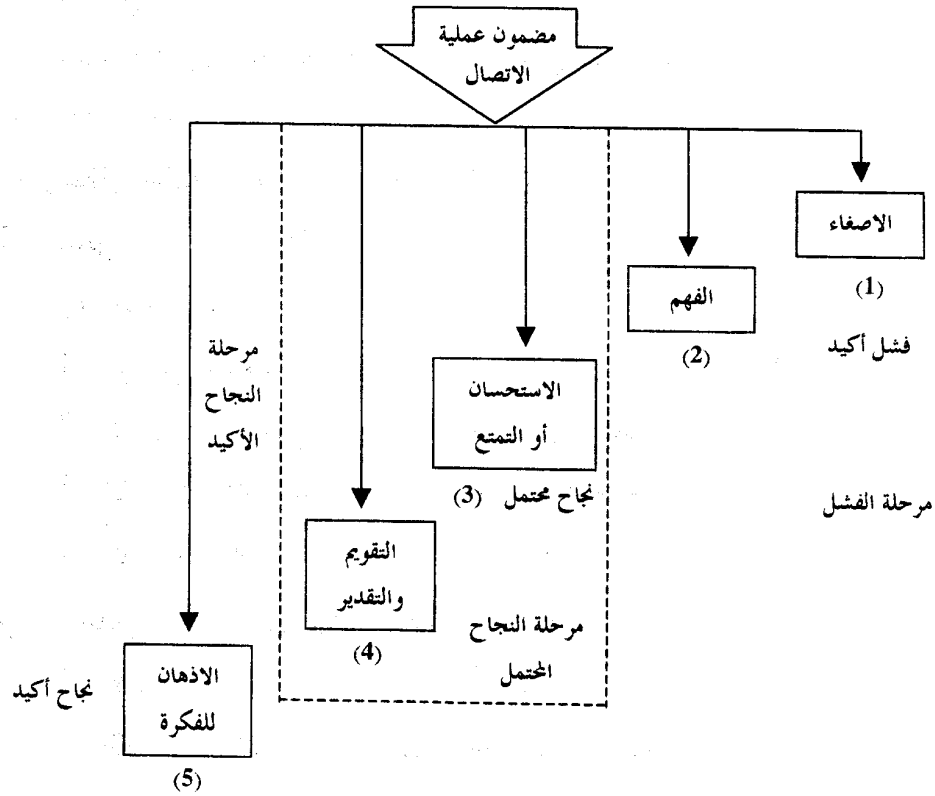 مضمون عملية
الاتصال
الاصغاء
(1)
فشل أكيد
مرحلة الفشل
الفهم
(2)
الاستحسان
أو التمتع
(3) نجاح محتمل
مرحلة النجاح
المحتمل
التقويم
والتقدير
(4)
مرحلة
النجاح
الأكيد
الاذهان
للفكرة
(5)
نجاح أكيد